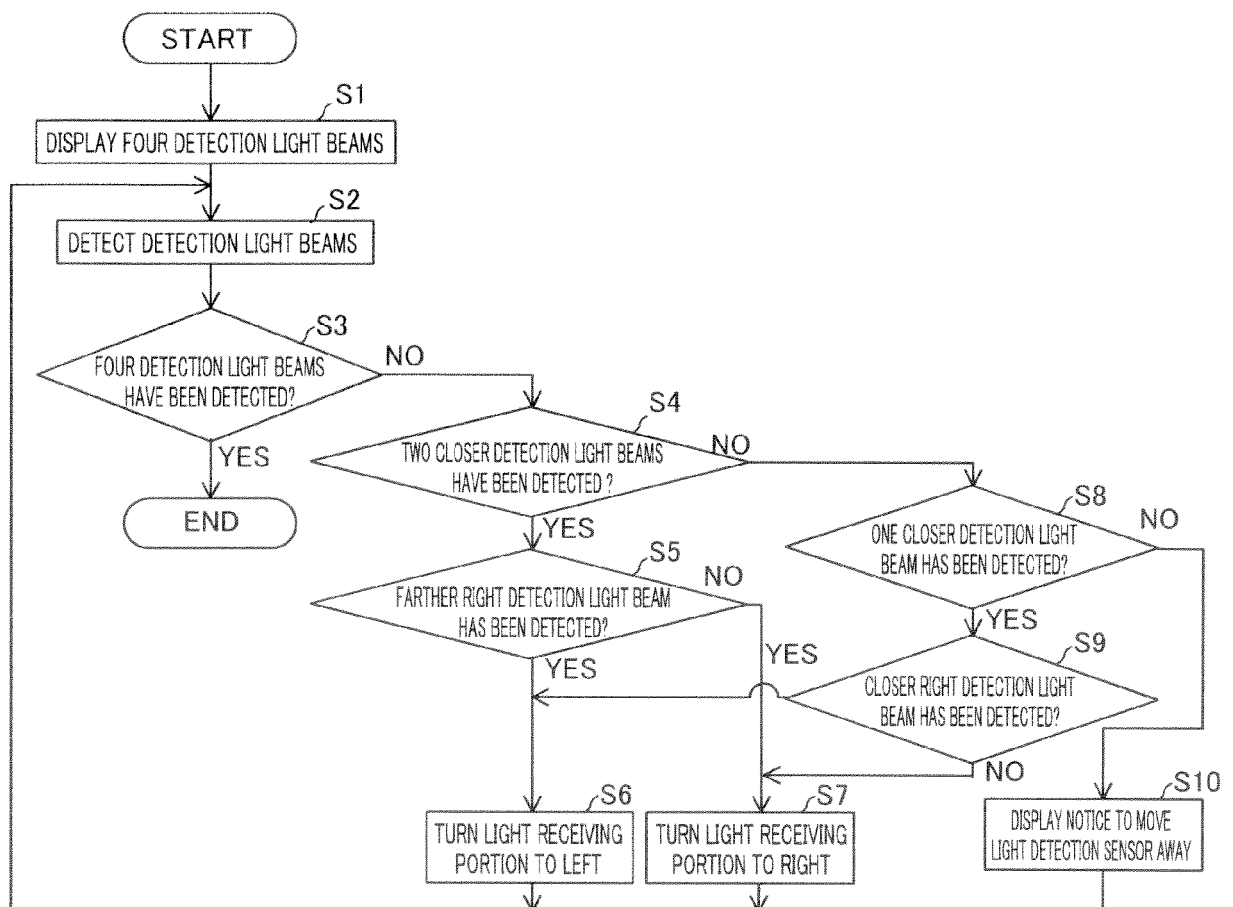 START
S1
DISPLAY FOUR DETECTION LIGHT BEAMS
S2
DETECT DETECTION LIGHT BEAMS
S3
FOUR DETECTION LIGHT BEAMS
HAVE BEEN DETECTED?
NO
YES
END
S4
TWO CLOSER DETECTION LIGHT BEAMS
HAVE BEEN DETECTED ?
NO
YES
S5
FARTHER RIGHT DETECTION LIGHT BEAM
HAS BEEN DETECTED?
NO
YES
S8
ONE CLOSER DETECTION LIGHT
BEAM HAS BEEN DETECTED?
NO
YES
S9
CLOSER RIGHT DETECTION LIGHT
BEAM HAS BEEN DETECTED?
YES
NO
S6
TURN LIGHT RECEIVING
PORTION TO LEFT
S7
TURN LIGHT RECEIVING
PORTION TO RIGHT
S10
DISPLAY NOTICE TO MOVE
LIGHT DETECTION SENSOR AWAY